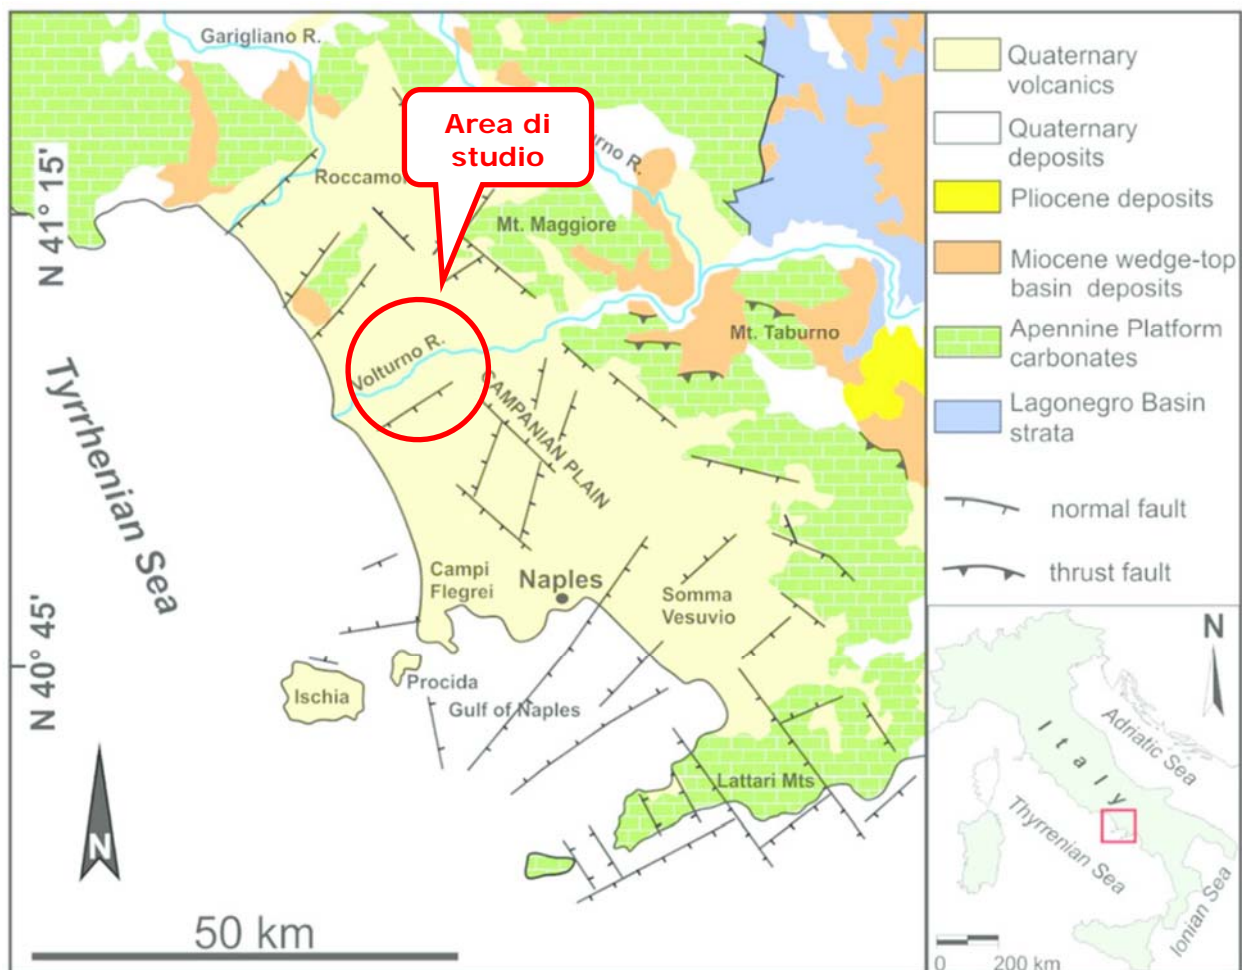 Garigliano R.
Area di
studio
urno R.
Roccamo
Mt. Maggiore
N 41° 15'
Mt. Taburno
Volturno R.
CAMPANIAN PLAIN
Tyrrhenian Sea
Campi
Flegrei
Naples
Somma
Vesuvio
N 40° 45'
Procida
Ischia
Gulf of Naples
Lattari Mts
N
50 km
Quaternary
volcanics
Quaternary
deposits
Pliocene deposits
Miocene wedge-top
basin deposits
Apennine Platform
carbonates
Lagonegro Basin
strata
normal fault
thrust fault
N
Italy
Adriatic Sea
Thyrrenian Sea
Ionian Sea
0 200 km